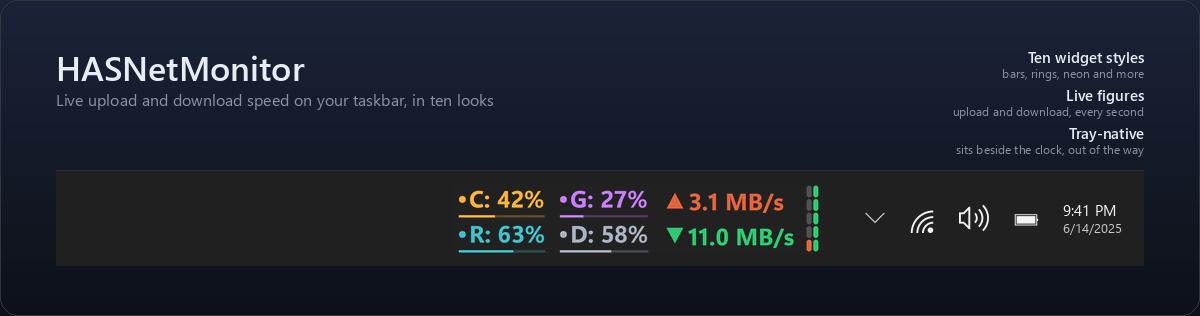 HASNetMonitor
Live upload and download speed on your taskbar, in ten looks
Ten widget styles
bars, rings, neon and more
Live figures
upload and download, every second
Tray-native
sits beside the clock, out of the way
•C: 42% •G: 27% ▲ 3.1 MB/s
•R: 63% •D: 58% ▼ 11.0 MB/s
9:41 PM
6/14/2025